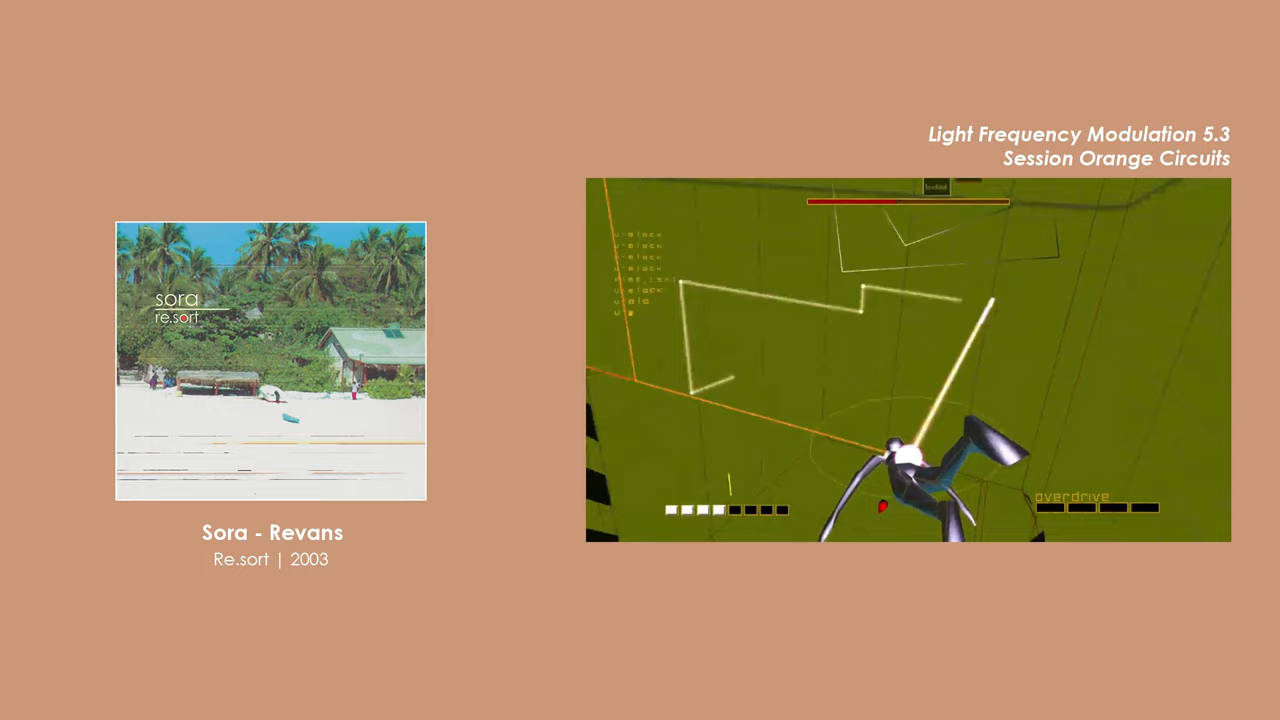 Light Frequency Modulation 5.3
Session Orange Circuits
sora
re.sort
overdrive
Sora - Revans
Re.sort | 2003